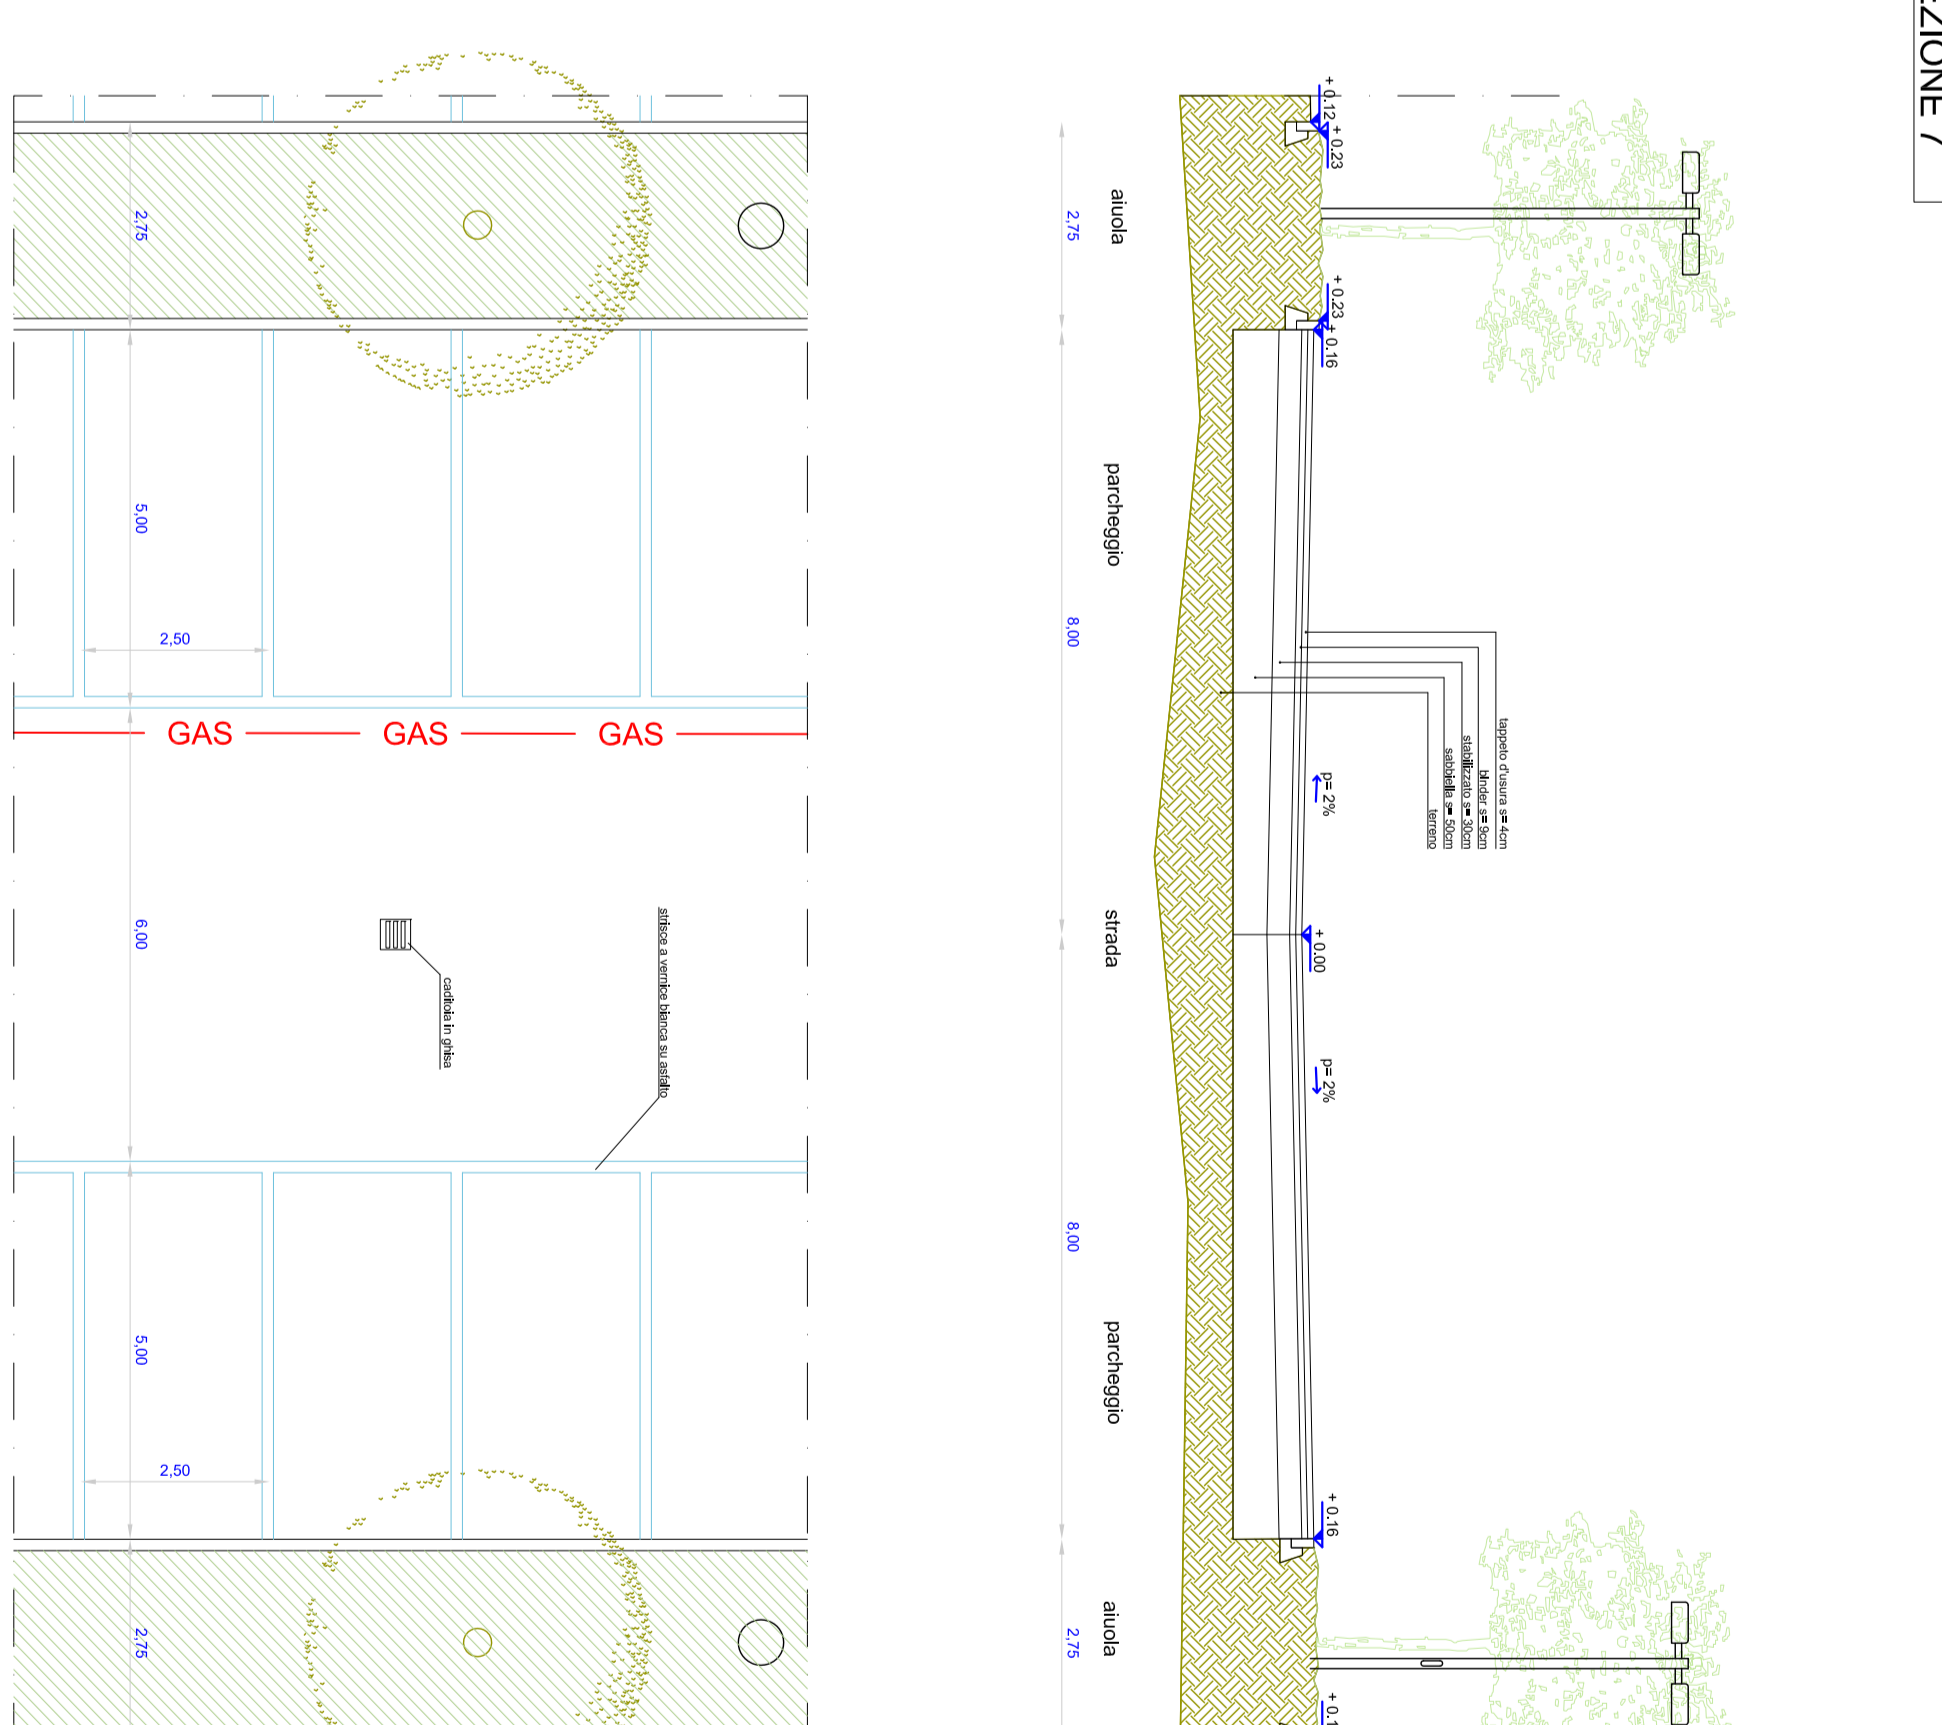 ZIONE 7
+ 0.12
+ 0.23
+ 0.23
+ 0.16
tappeto d'usura s= 4cm
binder s= 9cm
stabilizzato s= 30cm
sabbiella s= 50cm
terreno
p= 2%
+ 0.00
p= 2%
+ 0.16
aiuola
parcheggio
strada
parcheggio
aiuola
2,75
8,00
8,00
2,75
GAS
GAS
GAS
strisce a vernice bianca su asfalto
caditoia in ghisa
2,50
2,50
2,75
5,00
6,00
5,00
2,75